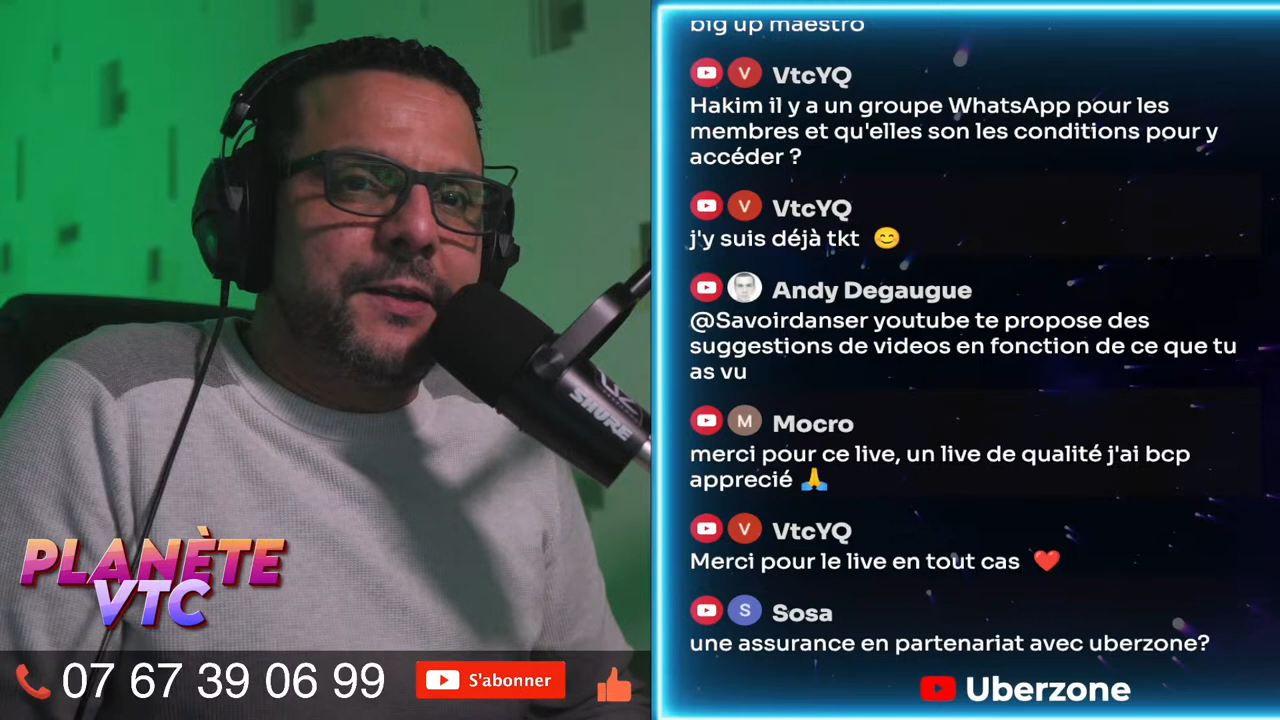 big up maestro
V VtcYQ
Hakim il y a un groupe WhatsApp pour les
membres et qu'elles son les conditions pour y
accéder ?
V VtcYQ
j'y suis déjà tkt 😊
Andy Degaugue
@Savoirdanser youtube te propose des
suggestions de videos en fonction de ce que tu
as vu
M Mocro
merci pour ce live, un live de qualité j'ai bcp
apprecié 🙏
V VtcYQ
Merci pour le live en tout cas ❤️
S Sosa
une assurance en partenariat avec uberzone?
Uberzone
SHURE
PLANÈTE
VTC
07 67 39 06 99
S'abonner